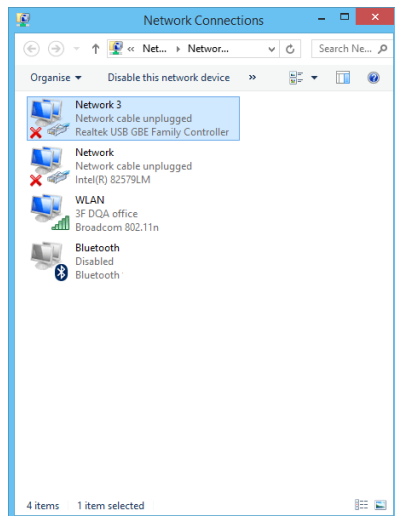 Network Connections
« Net... Networ... Search Ne...
Organise Disable this network device »
Network 3
Network cable unplugged
Realtek USB GBE Family Controller
Network
Network cable unplugged
Intel(R) 82579LM
WLAN
3F DQA office
Broadcom 802.11n
Bluetooth
Disabled
Bluetooth
4 items 1 item selected